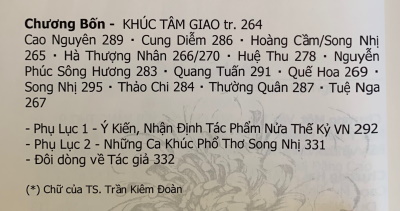 Chương Bốn - KHÚC TÂM GIAO tr. 264
Cao Nguyên 289 • Cung Diễm 286 • Hoàng Cầm/Song Nhị
265 • Hà Thượng Nhân 266/270 • Huệ Thu 278 • Nguyễn
Phúc Sông Hương 283 • Quang Tuấn 291 • Quế Hoa 269 •
Song Nhị 295 • Thảo Chi 284 • Thường Quân 287 • Tuệ Nga
267
- Phụ Lục 1 - Ý Kiến, Nhận Định Tác Phẩm Nửa Thế Kỷ VN 292
- Phụ Lục 2 - Những Ca Khúc Phổ Thơ Song Nhị 331
- Đôi dòng về Tác giả 332
(*) Chữ của TS. Trần Kiêm Đoàn